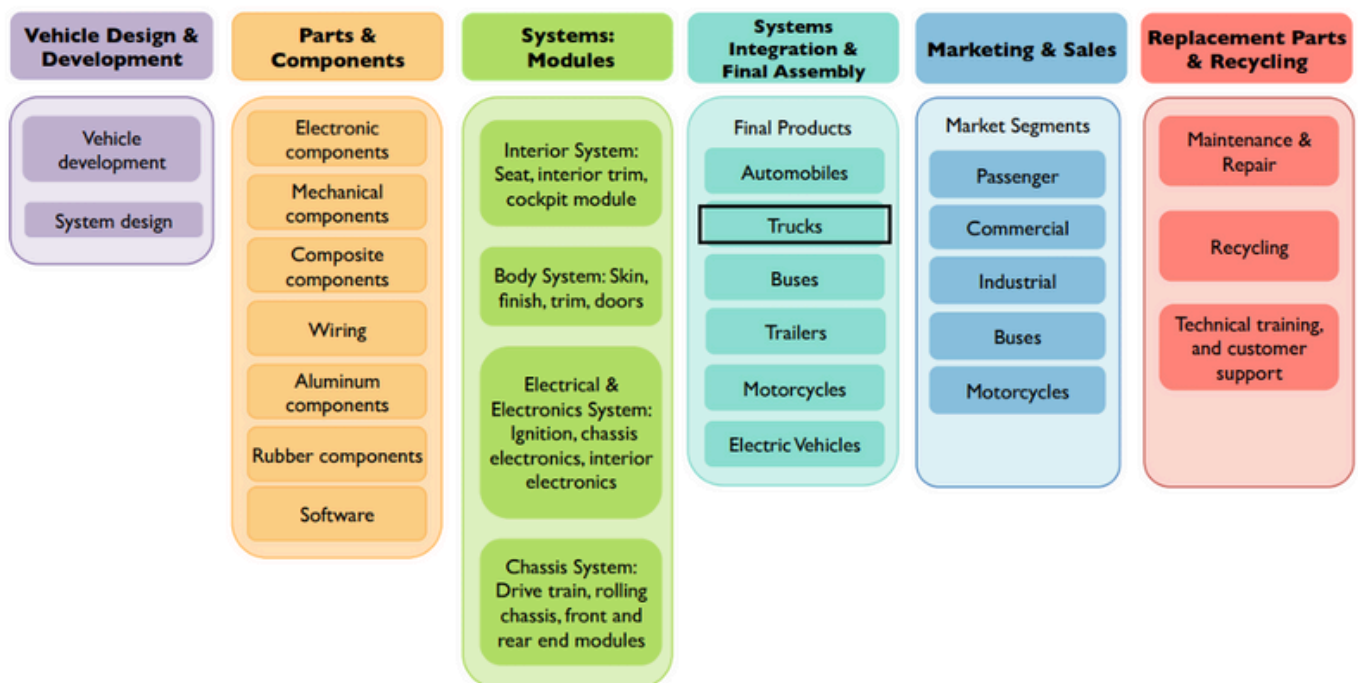 Vehicle Design &
Development
Vehicle
development
System design
Parts &
Components
Electronic
components
Mechanical
components
Composite
components
Wiring
Aluminum
components
Rubber components
Software
Systems:
Modules
Interior System:
Seat, interior trim,
cockpit module
Body System: Skin,
finish, trim, doors
Electrical &
Electronics System:
Ignition, chassis
electronics, interior
electronics
Chassis System:
Drive train, rolling
chassis, front and
rear end modules
Systems
Integration &
Final Assembly
Final Products
Automobiles
Trucks
Buses
Trailers
Motorcycles
Electric Vehicles
Marketing & Sales
Market Segments
Passenger
Commercial
Industrial
Buses
Motorcycles
Replacement Parts
& Recycling
Maintenance &
Repair
Recycling
Technical training,
and customer
support